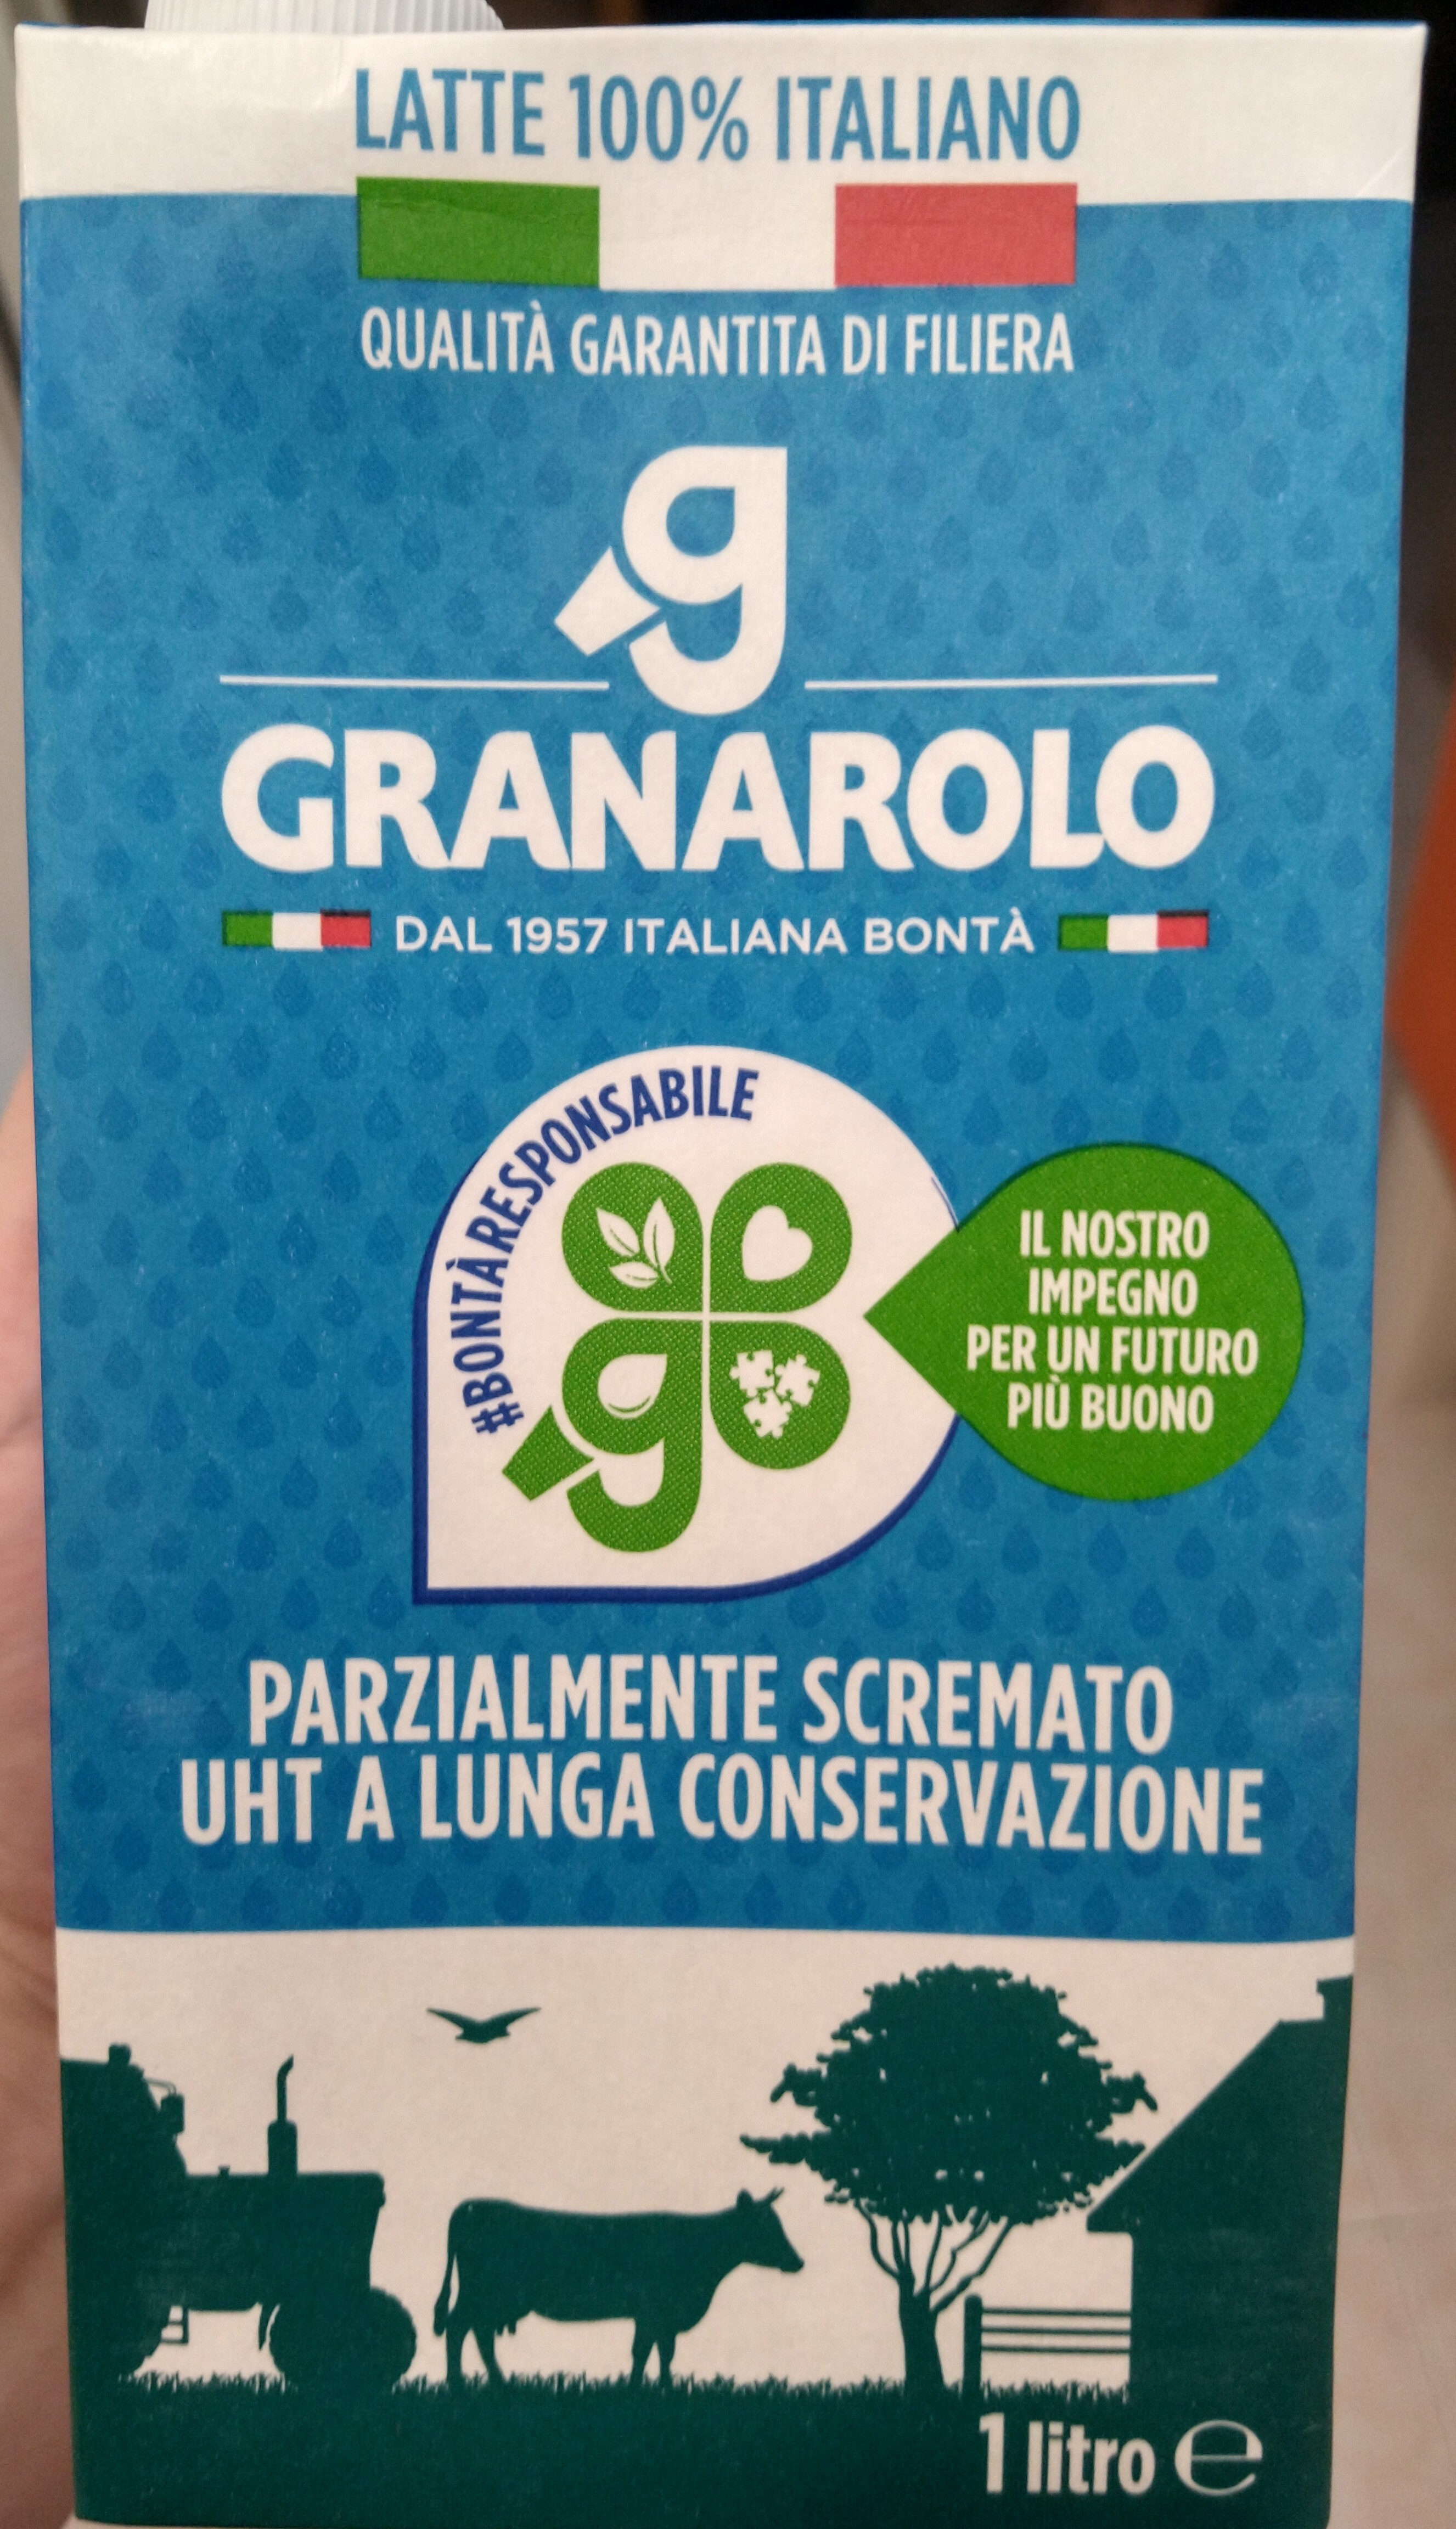 LATTE 100% ITALIANO
QUALITÀ GARANTITA DI FILIERA
g
GRANAROLO
DAL 1957 ITALIANA BONTÀ
#BONTÀRESPONSABILE
g
IL NOSTRO
IMPEGNO
PER UN FUTURO
PIÙ BUONO
PARZIALMENTE SCREMATO
UHT A LUNGA CONSERVAZIONE
1 litro ℮